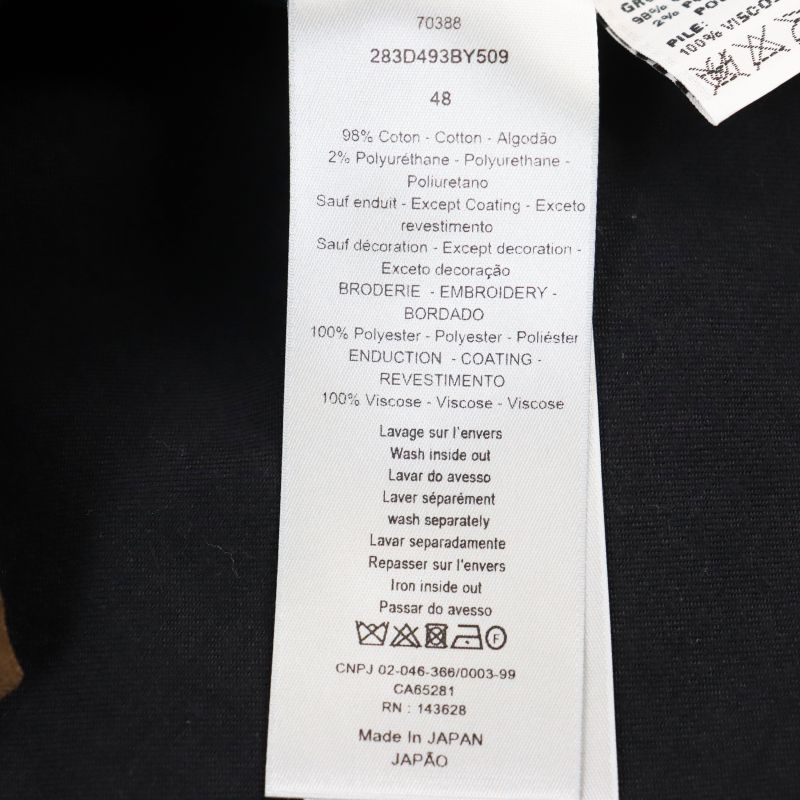 70388
283D493BY509
48
98% Coton - Cotton - Algodão
2% Polyuréthane - Polyurethane -
Poliuretano
Sauf enduit - Except Coating - Exceto
revestimento
Sauf décoration - Except decoration -
Exceto decoração
BRODERIE - EMBROIDERY -
BORDADO
100% Polyester - Polyester - Poliéster
ENDUCTION - COATING -
REVESTIMENTO
100% Viscose - Viscose - Viscose
Lavage sur l'envers
Wash inside out
Lavar do avesso
Laver séparément
wash separately
Lavar separadamente
Repasser sur l'envers
Iron inside out
Passar do avesso
F
CNPJ 02-046-366/0003-99
CA65281
RN : 143628
Made In JAPAN
JAPÃO
98%
2%
PILE:
100% VISCO